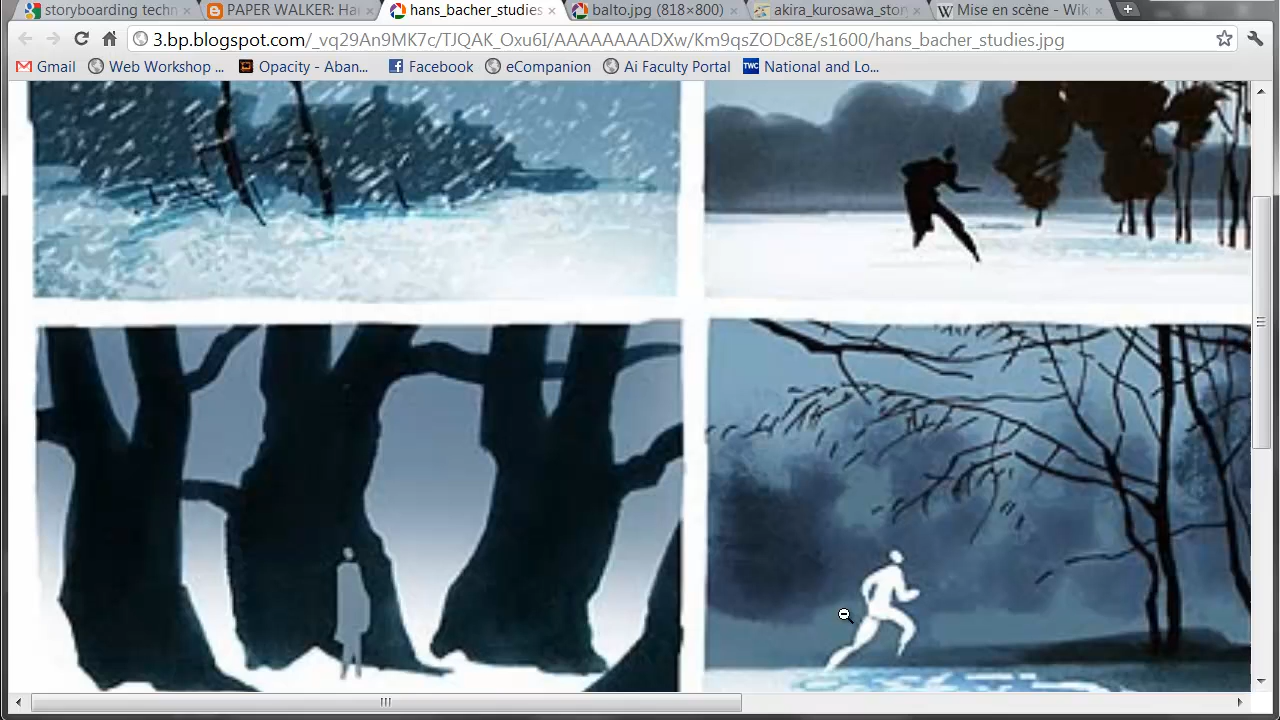 storyboarding techn
PAPER WALKER: Ha
hans_bacher_studies
balto.jpg (818×800)
akira_kurosawa_stor
Mise en scène - Wik
3.bp.blogspot.com/_vq29An9MK7c/TIQAK_Oxu6I/AAAAAAAADXw/Km9qsZODc8E/s1600/hans_bacher_studies.jpg
Gmail
Web Workshop ...
Opacity - Aban...
Facebook
eCompanion
Ai Faculty Portal
TWC National and Lo...